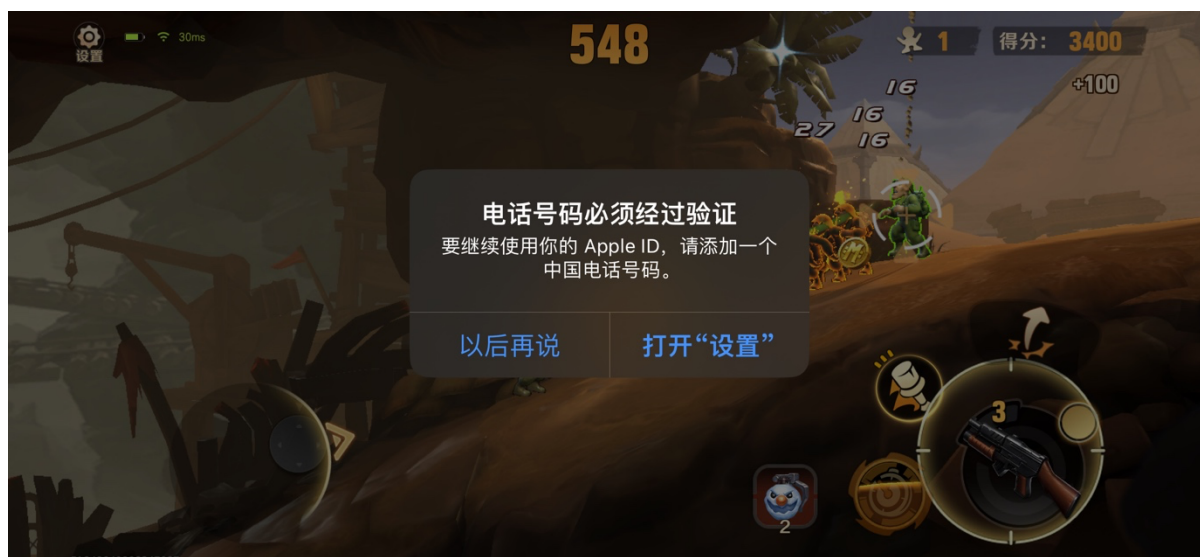 设置
30ms
548
1
得分： 3400
+100
16
16
27
16
电话号码必须经过验证
要继续使用你的 Apple ID，请添加一个
中国电话号码。
以后再说
打开“设置”
3
2